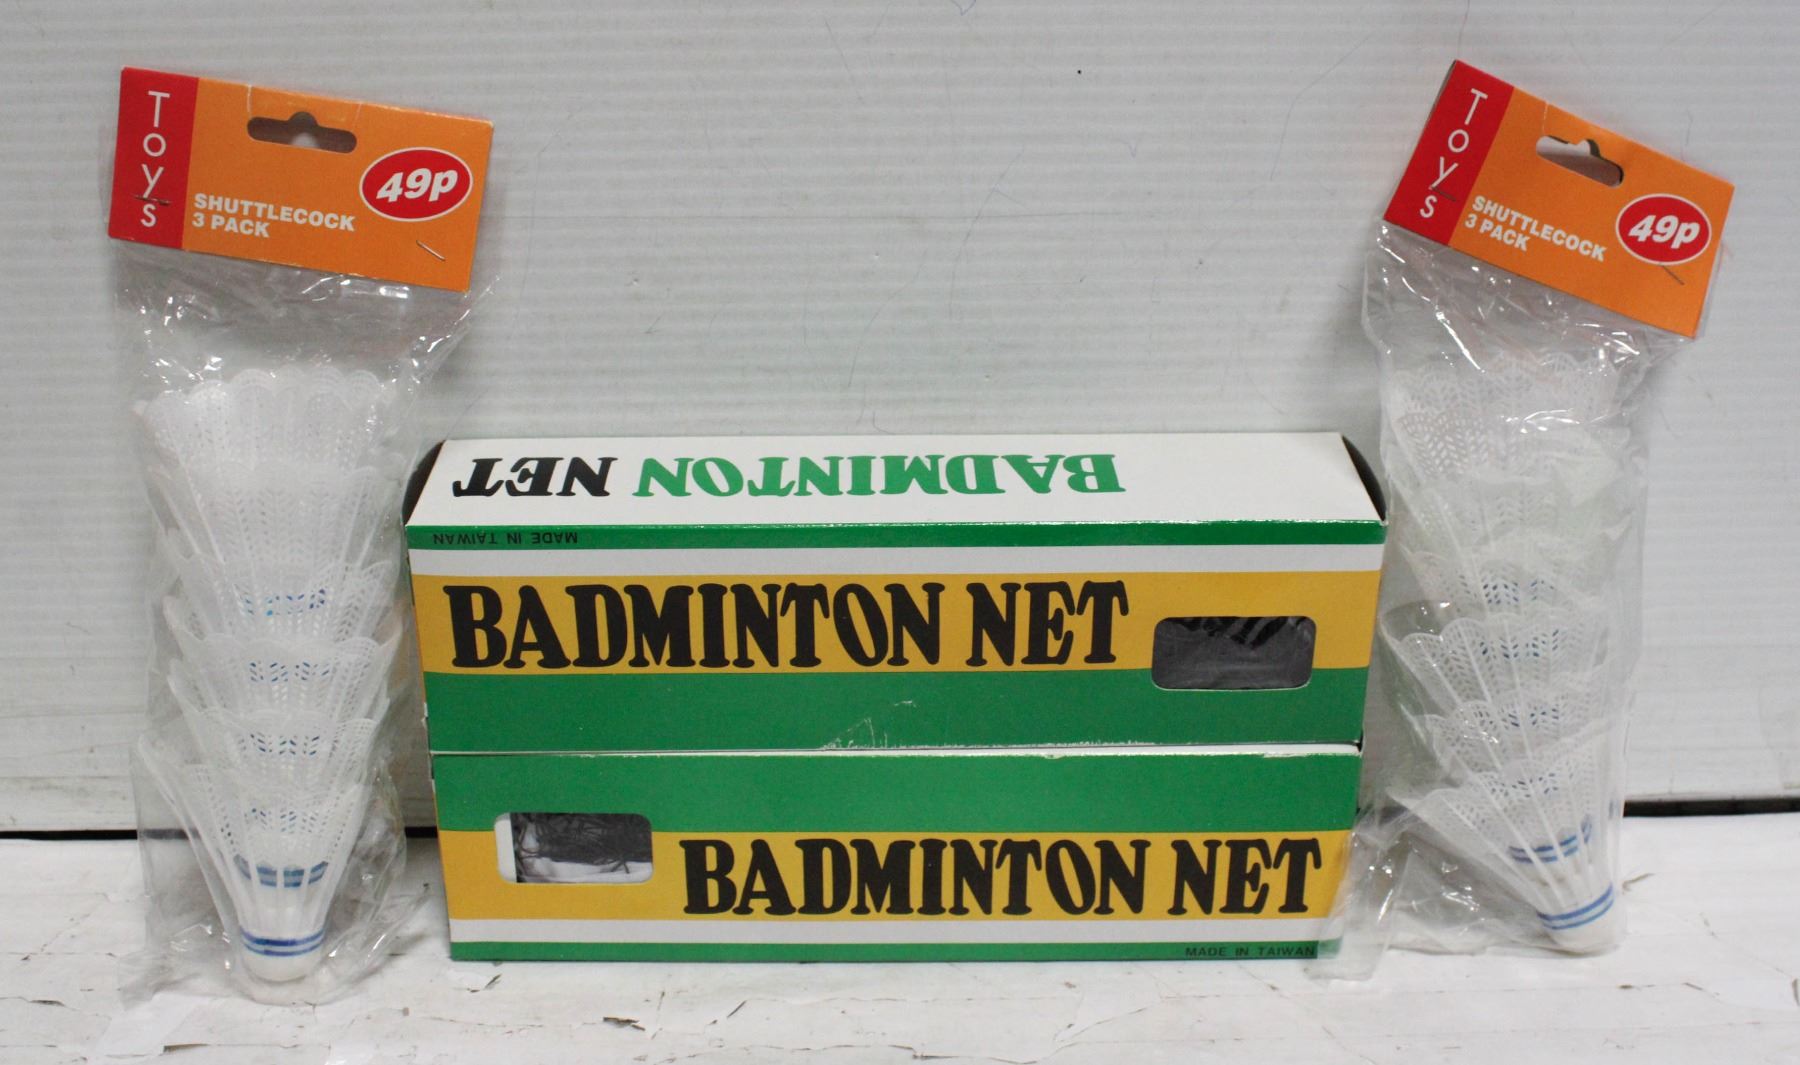 Toys
SHUTTLECOCK
3 PACK
49p
Toys
SHUTTLECOCK
3 PACK
49p
BADMINTON NET
MADE IN TAIWAN
BADMINTON NET
BADMINTON NET
MADE IN TAIWAN